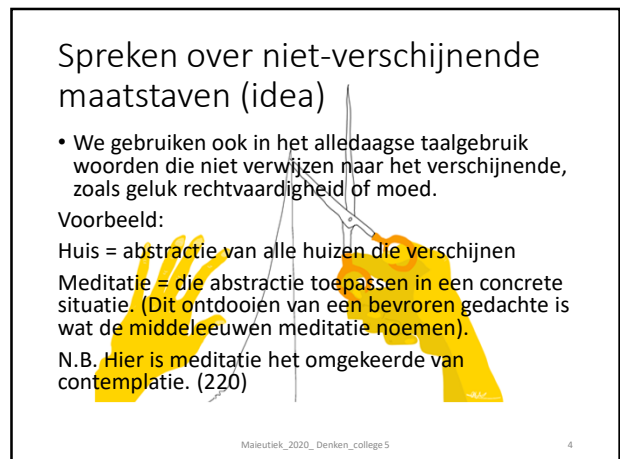 Spreken over niet-verschijnende
maatstaven (idea)
• We gebruiken ook in het alledaagse taalgebruik
woorden die niet verwijzen naar het verschijnende,
zoals geluk rechtvaardigheid of moed.
Voorbeeld:
Huis = abstractie van alle huizen die verschijnen
Meditatie = die abstractie toepassen in een concrete
situatie. (Dit ontdooien van een bevroren gedachte is
wat de middeleeuwen meditatie noemen).
N.B. Hier is meditatie het omgekeerde van
contemplatie. (220)
Maieutiek_2020_ Denken_college 5
4